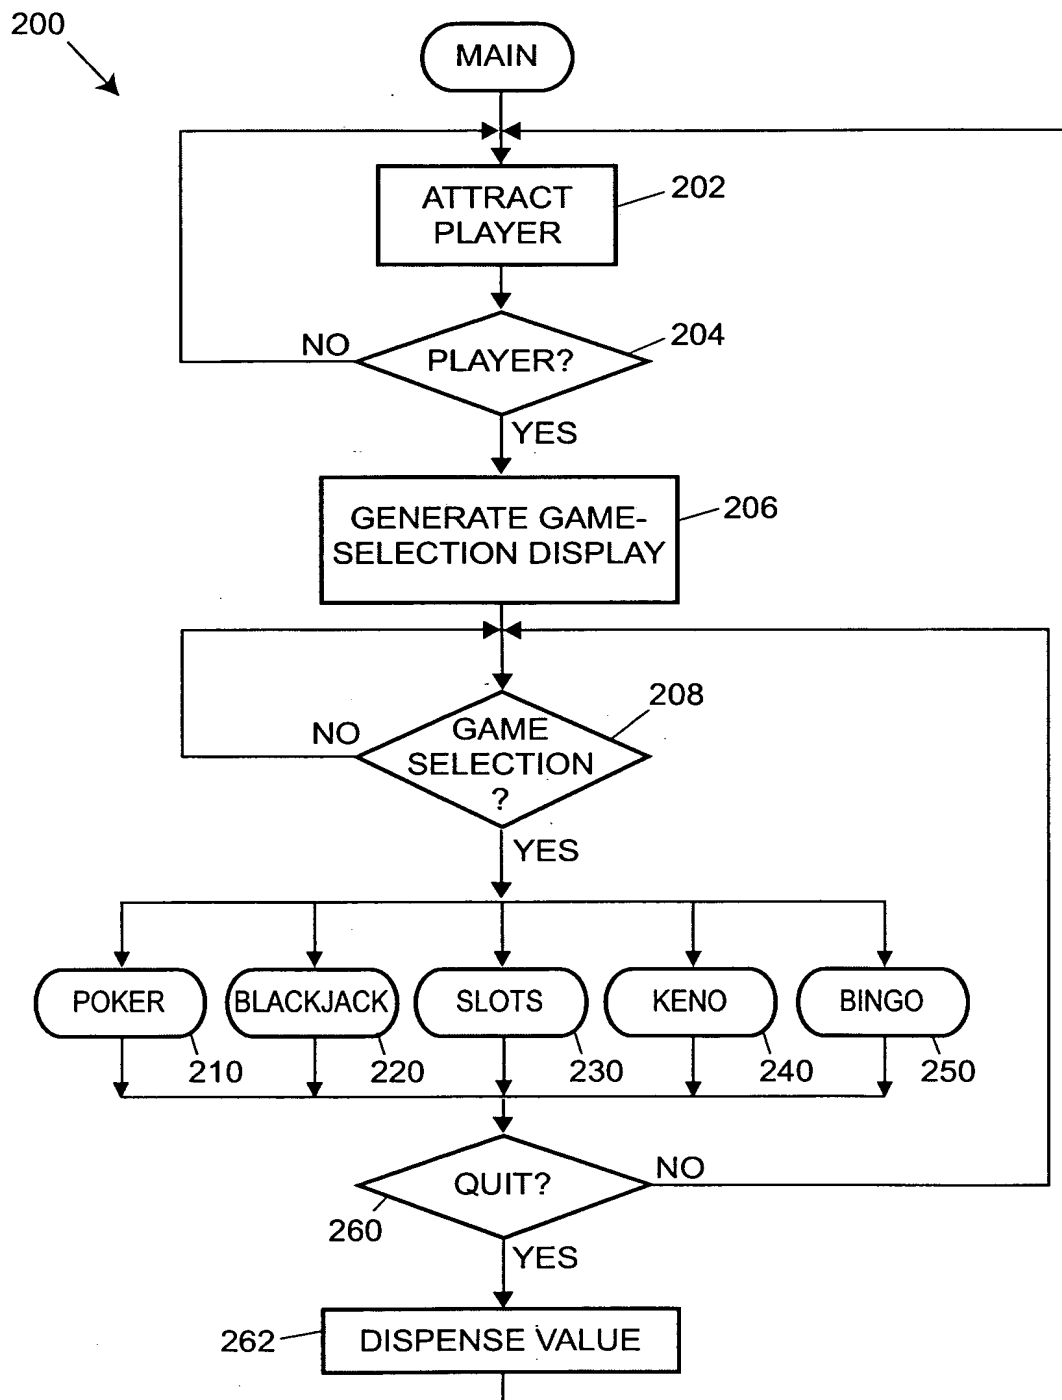 200
MAIN
ATTRACT
PLAYER
202
NO
PLAYER?
204
YES
GENERATE GAME-
SELECTION DISPLAY
206
NO
GAME
SELECTION
?
208
YES
POKER
BLACKJACK
SLOTS
KENO
BINGO
210
220
230
240
250
QUIT?
NO
260
YES
262
DISPENSE VALUE